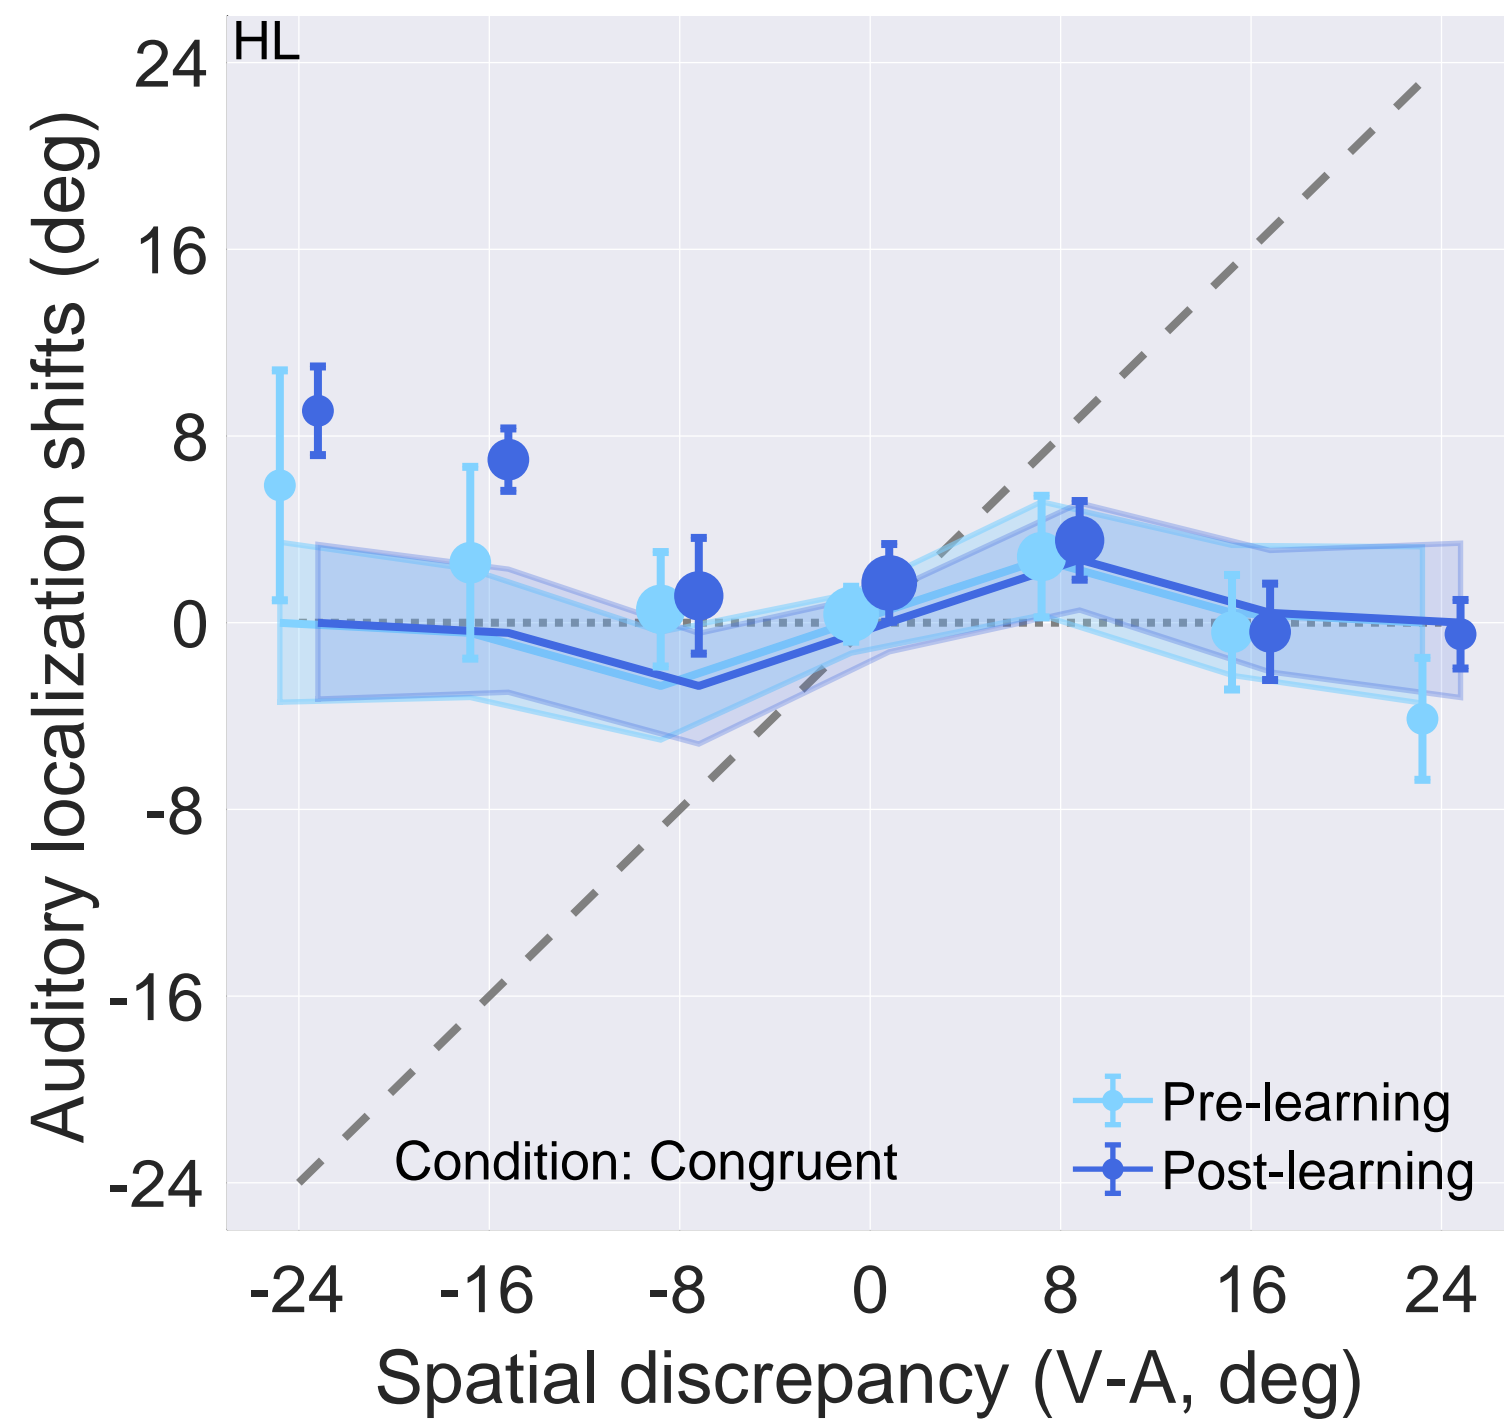 HL
Auditory localization shifts (deg)
24
16
8
0
-8
-16
-24
Condition: Congruent
Pre-learning
Post-learning
-24 -16 -8 0 8 16 24
Spatial discrepancy (V-A, deg)